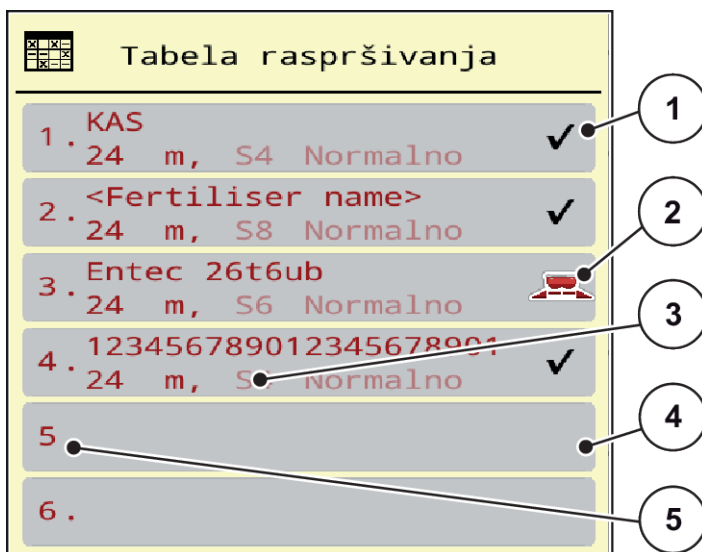 Tabela raspršivanja
1. KAS
24 m, S4 Normalno
1
2. <Fertiliser name>
24 m, S8 Normalno
2
3. Entec 26t6ub
24 m, S6 Normalno
3
4. 123456789012345678901
24 m, Normalno
4
5
6.
5